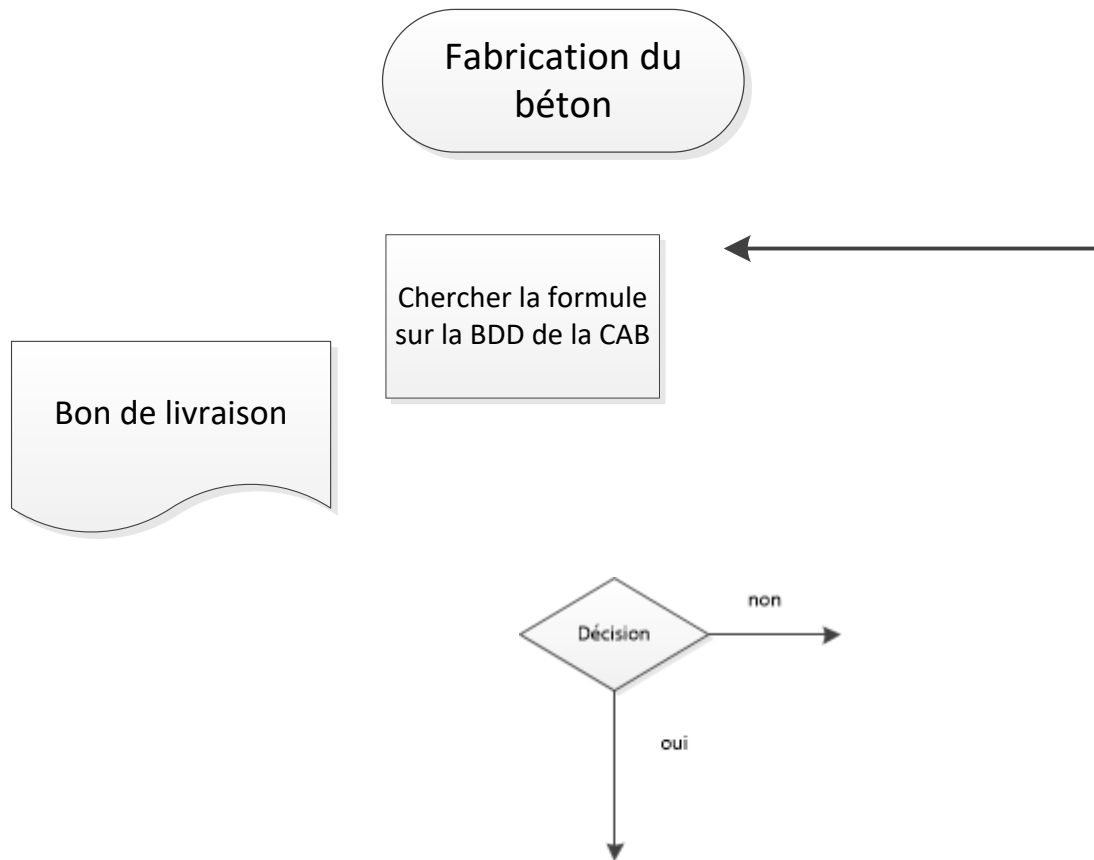 Fabrication du
béton
Chercher la formule
sur la BDD de la CAB
Bon de livraison
non
Décision
oui